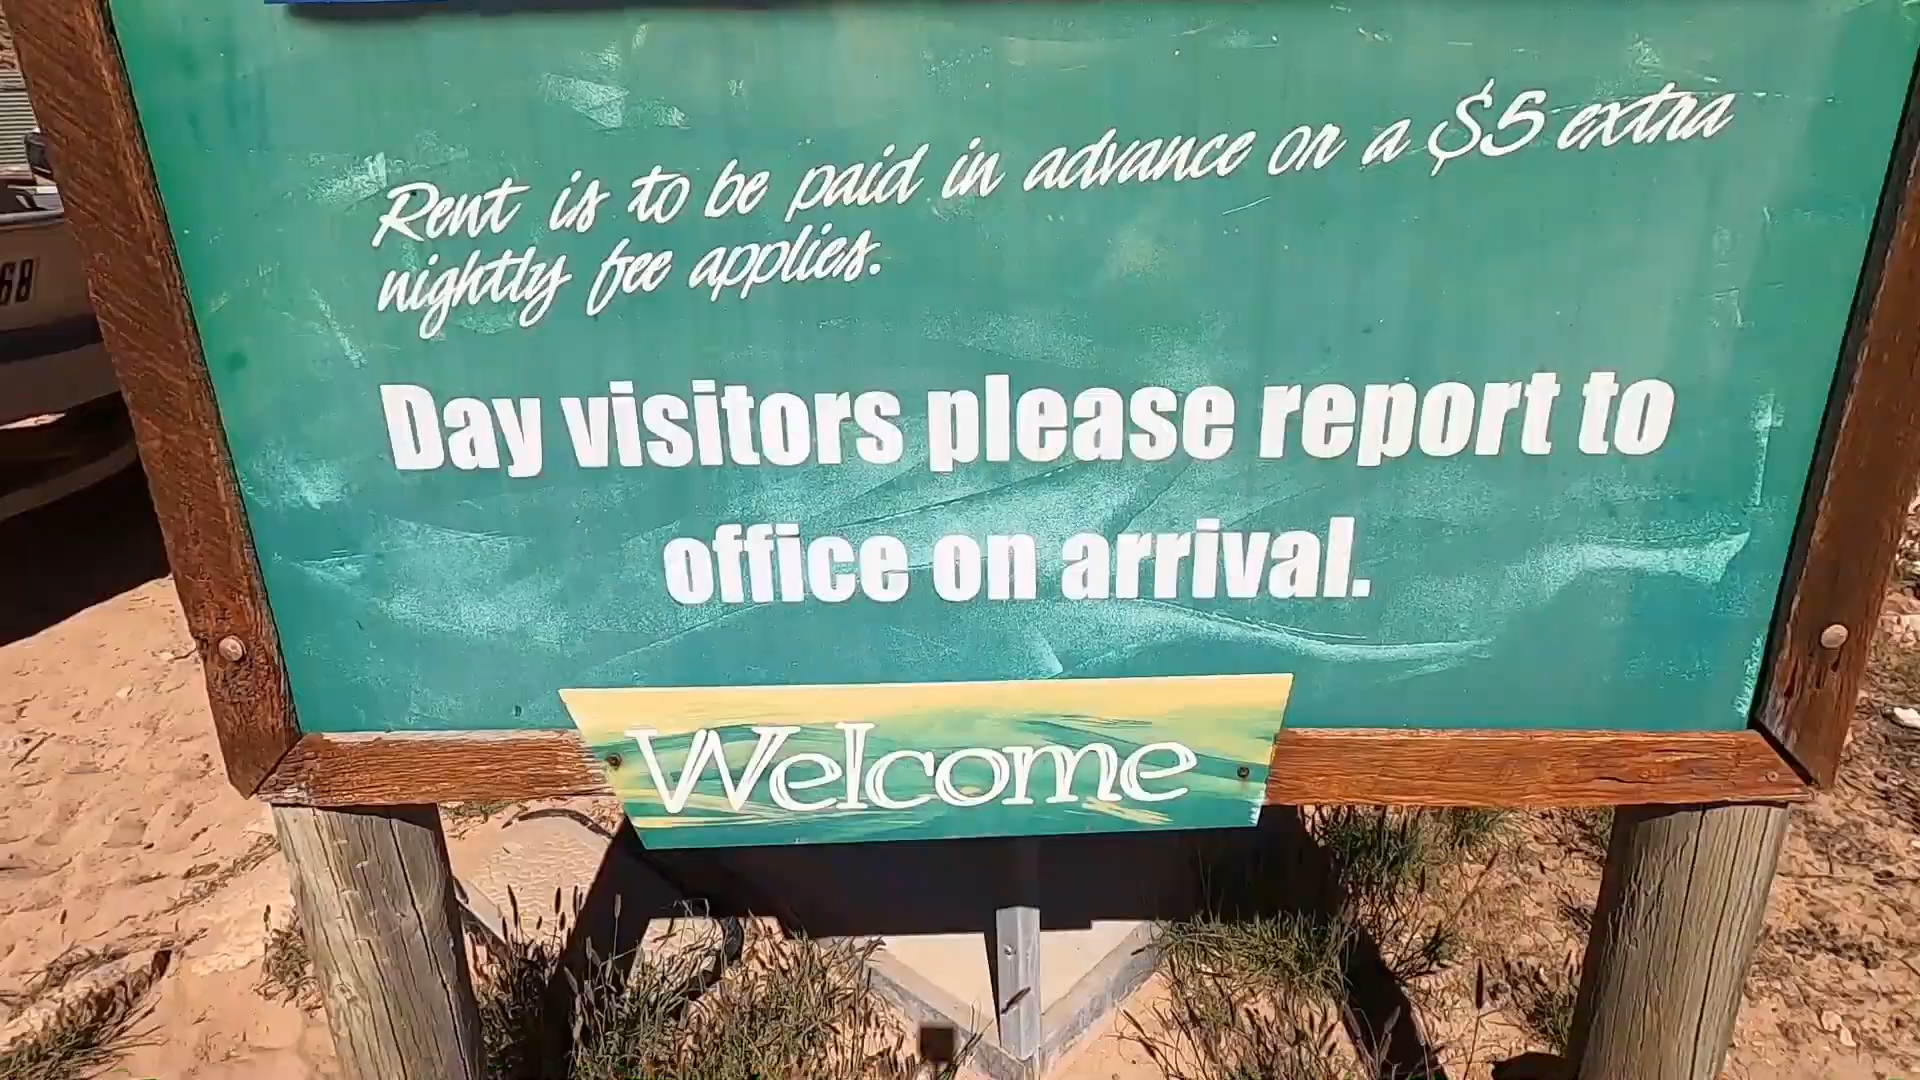 Rent is to be paid in advance or a $5 extra
nightly fee applies.
Day visitors please report to
office on arrival.
Welcome
68